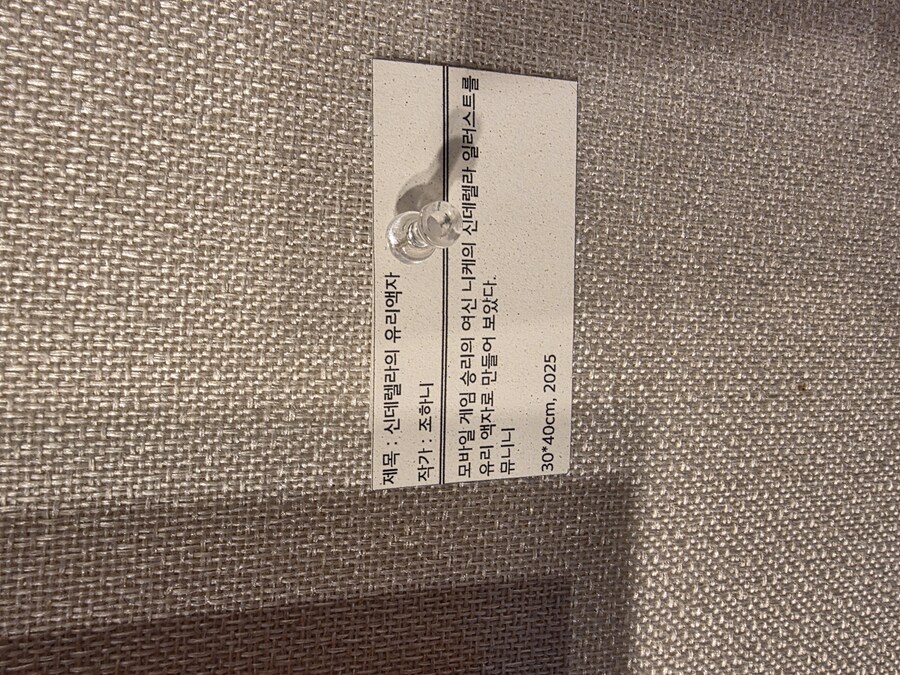 제목 : 신데렐라의 유리액자
작가 : 조하니
모바일 게임 승리의 여신 니케의 신데렐라 일러스트를
유리 액자로 만들어 보았다.
뮤니니
30*40cm, 2025